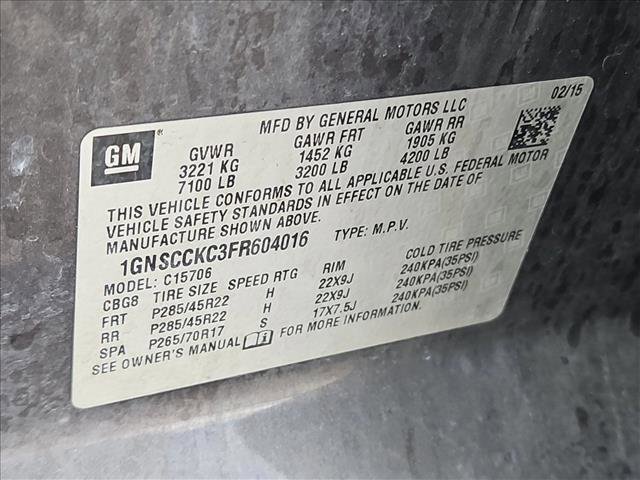 GM
MFD BY GENERAL MOTORS LLC 02/15
GVWR GAWR FRT GAWR RR
3221 KG 1452 KG 1905 KG
7100 LB 3200 LB 4200 LB
THIS VEHICLE CONFORMS TO ALL APPLICABLE U.S. FEDERAL MOTOR
VEHICLE SAFETY STANDARDS IN EFFECT ON THE DATE OF
MANUFACTURE SHOWN ABOVE.
1GNSCCKC3FR604016 TYPE: M.P.V.
MODEL: C15706
CBG8 TIRE SIZE SPEED RTG RIM COLD TIRE PRESSURE
FRT P285/45R22 H 22X9J 240KPA(35PSI)
RR P285/45R22 H 22X9J 240KPA(35PSI)
SPA P265/70R17 S 17X7.5J 240KPA(35PSI)
SEE OWNER'S MANUAL FOR MORE INFORMATION.